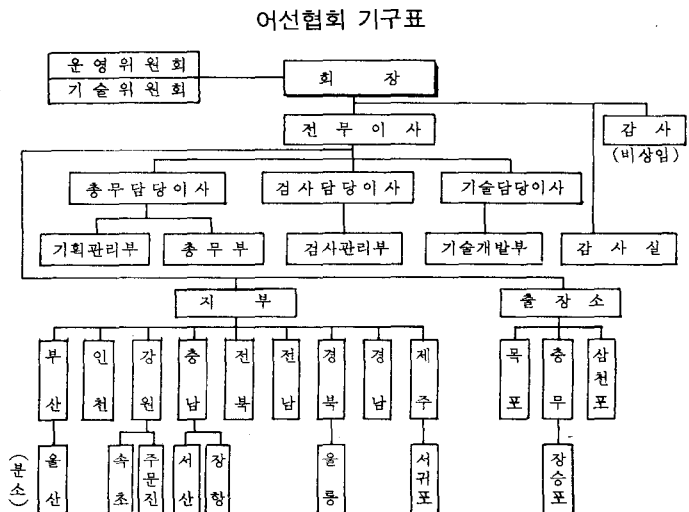 어선협회 기구표
운영위원회
기술위원회
회 장
전무이사
감 사
(비상임)
총무담당이사
검사담당이사
기술담당이사
기획관리부
총무부
검사관리부
기술개발부
감 사 실
지 부
출장소
부산
인천
강원
충남
전북
전남
경북
경남
제주
목포
충무
삼천포
(분소)
울산
속초
주문진
서산
장항
울릉
서귀포
장승포